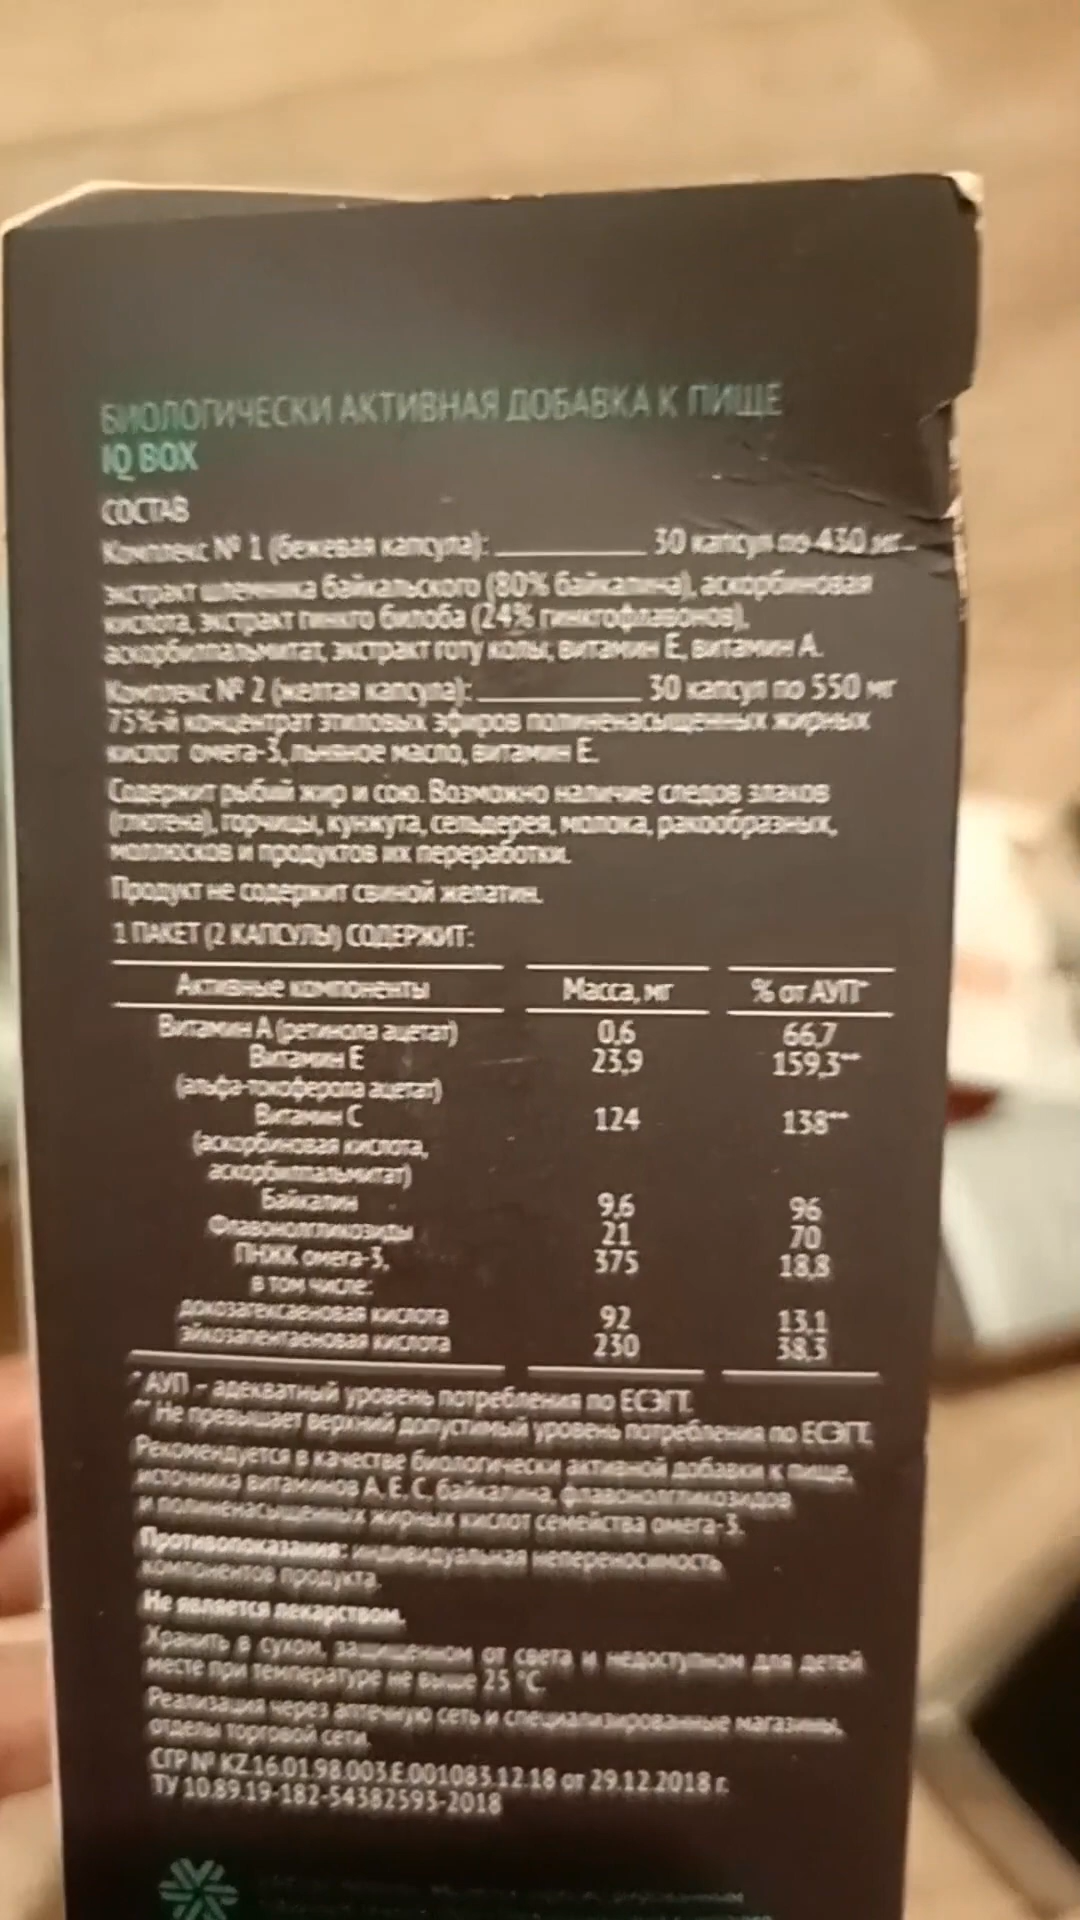 БИОЛОГИЧЕСКИ АКТИВНАЯ ДОБАВКА К ПИЩЕ
IQ BOX
СОСТАВ
Комплекс № 1 (бежевая капсула): 30 капсул по 430 мг
экстракт шлемника байкальского (80% байкалина), аскорбиновая
кислота, экстракт гинкго билоба (24% гинкгофлавонов),
аскорбилпальмитат, экстракт готу колы, витамин Е, витамин А.
Комплекс № 2 (желтая капсула): 30 капсул по 550 мг
75%-й концентрат этиловых эфиров полиненасыщенных жирных
кислот омега-3, льняное масло, витамин Е.
Содержит рыбий жир и сою. Возможно наличие следов злаков
(глютена), горчицы, кунжута, сельдерея, молока, ракообразных,
моллюсков и продуктов их переработки.
Продукт не содержит свиной желатин.
1 ПАКЕТ (2 КАПСУЛЫ) СОДЕРЖИТ:
Активные компоненты Масса, мг % от АУП*
Витамин А (ретинола ацетат) 0,6 66,7
Витамин Е 23,9 159,3**
(альфа-токоферола ацетат)
Витамин С 124 138**
(аскорбиновая кислота,
аскорбилпальмитат)
Байкалин 9,6 96
Флавонолгликозиды 21 70
ПНЖК омега-3, 375 18,8
в том числе:
докозагексаеновая кислота 92 13,1
эйкозапентаеновая кислота 230 38,3
* АУП – адекватный уровень потребления по ЕСЭГТ.
** Не превышает верхний допустимый уровень потребления по ЕСЭГТ.
Рекомендуется в качестве биологически активной добавки к пище,
источника витаминов А, Е, С, байкалина, флавонолгликозидов
и полиненасыщенных жирных кислот семейства омега-3.
Противопоказания: индивидуальная непереносимость
компонентов продукта.
Не является лекарством.
Хранить в сухом, защищенном от света и недоступном для детей
месте при температуре не выше 25 °С.
Реализация через аптечную сеть и специализированные магазины,
отделы торговой сети.
СГР № KZ.16.01.98.003.E.001083.12.18 от 29.12.2018 г.
ТУ 10.89.19-182-54382593-2018